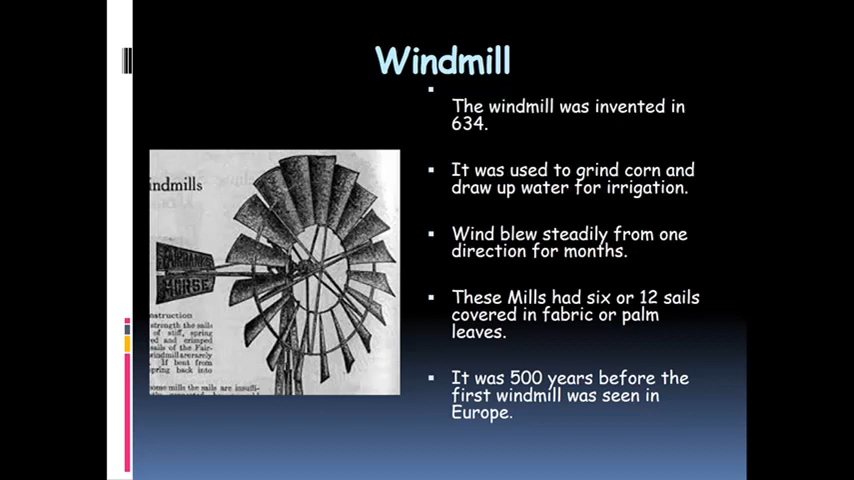 Windmill
The windmill was invented in
634.
It was used to grind corn and
draw up water for irrigation.
Wind blew steadily from one
direction for months.
These Mills had six or 12 sails
covered in fabric or palm
leaves.
It was 500 years before the
first windmill was seen in
Europe.
indmills
FAIRBANKS
MORSE
nstruction
strength the sails
of stiff, spring
ed and crimped
sails of the Fair-
windmill are rarely
If bent from
spring back into
some mills the sails are insuffi-